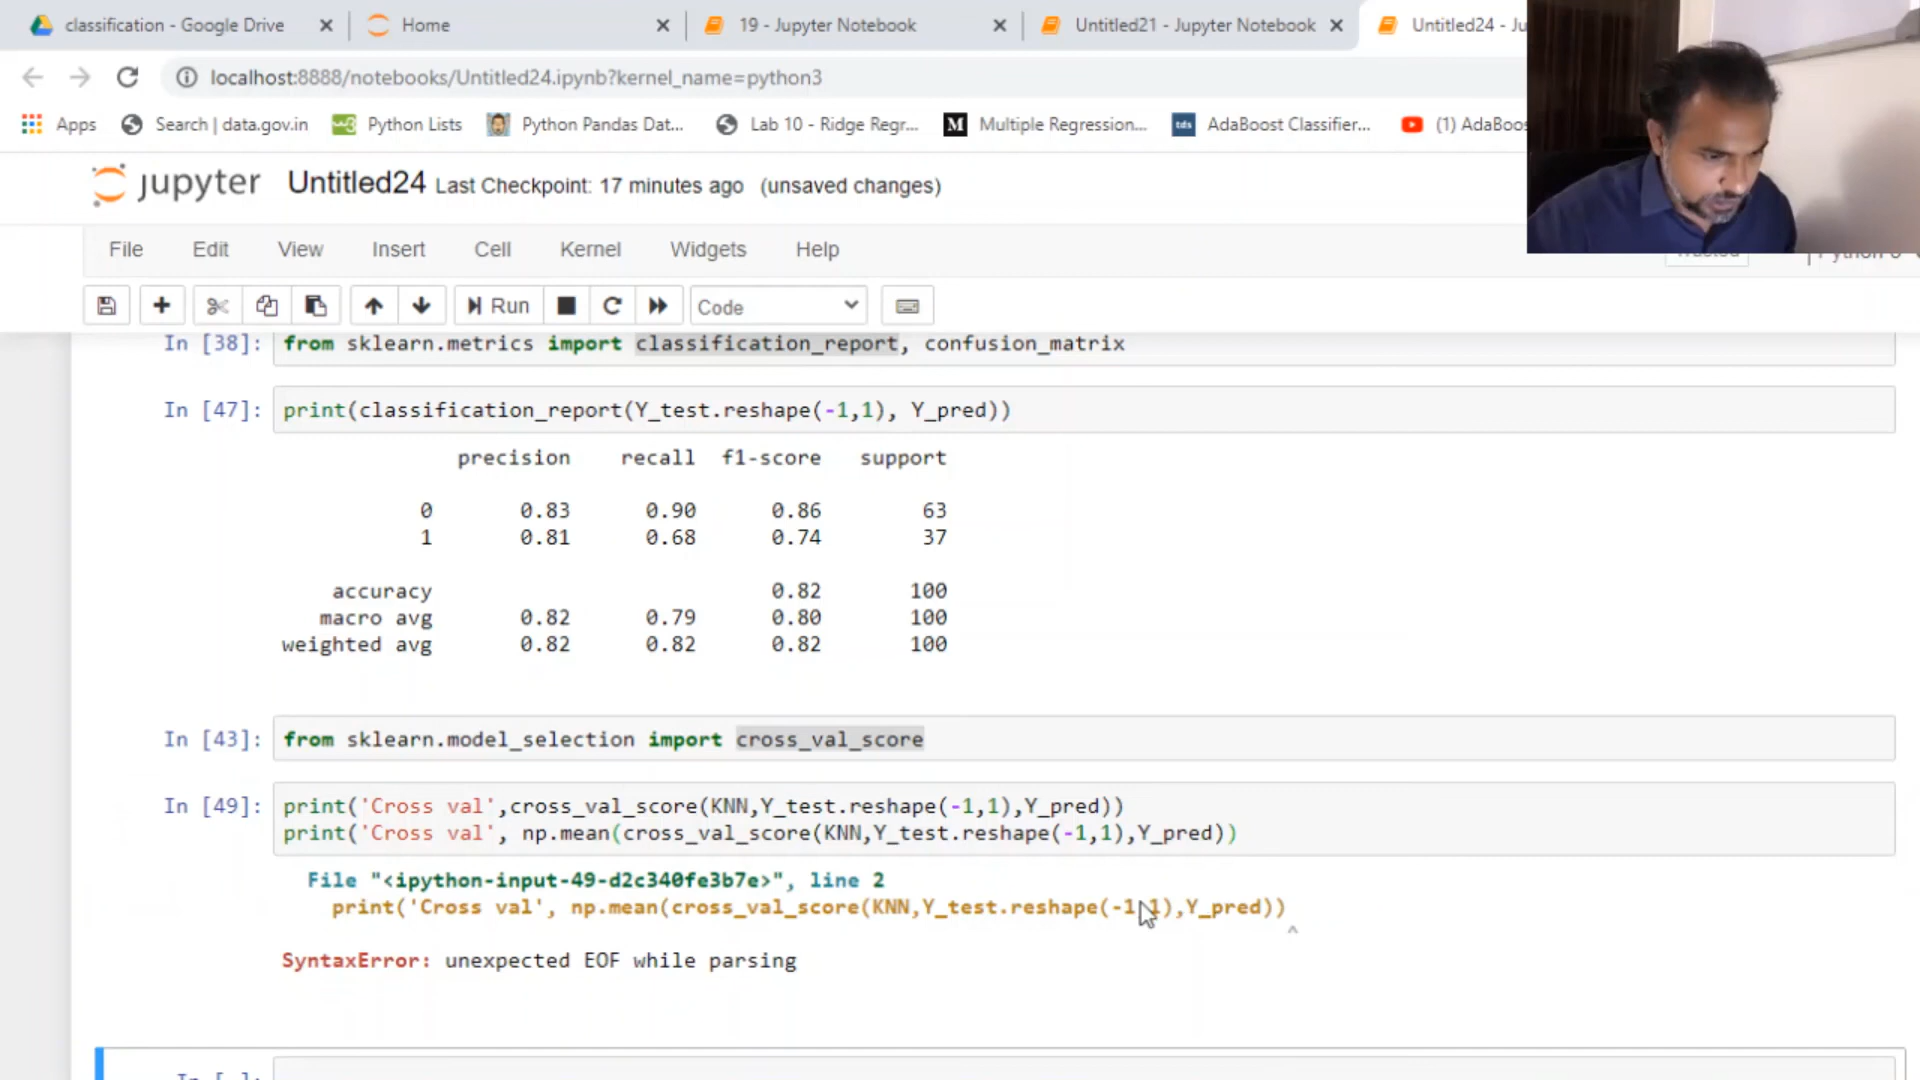 classification - Google Drive
Home
19 - Jupyter Notebook
Untitled21 - Jupyter Notebook
Untitled24 - Ju
localhost:8888/notebooks/Untitled24.ipynb?kernel_name=python3
Apps
Search | data.gov.in
Python Lists
Python Pandas Dat...
Lab 10 - Ridge Regr...
M
Multiple Regression...
tds
AdaBoost Classifier...
(1) AdaBoos
jupyter Untitled24 Last Checkpoint: 17 minutes ago (unsaved changes)
File Edit View Insert Cell Kernel Widgets Help
Run Code
In [38]: from sklearn.metrics import classification_report, confusion_matrix
In [47]: print(classification_report(Y_test.reshape(-1,1), Y_pred))
precision recall f1-score support
0 0.83 0.90 0.86 63
1 0.81 0.68 0.74 37
accuracy 0.82 100
macro avg 0.82 0.79 0.80 100
weighted avg 0.82 0.82 0.82 100
In [43]: from sklearn.model_selection import cross_val_score
In [49]: print('Cross val',cross_val_score(KNN,Y_test.reshape(-1,1),Y_pred))
print('Cross val', np.mean(cross_val_score(KNN,Y_test.reshape(-1,1),Y_pred))
File "<ipython-input-49-d2c340fe3b7e>", line 2
print('Cross val', np.mean(cross_val_score(KNN,Y_test.reshape(-1,1),Y_pred))
^
SyntaxError: unexpected EOF while parsing